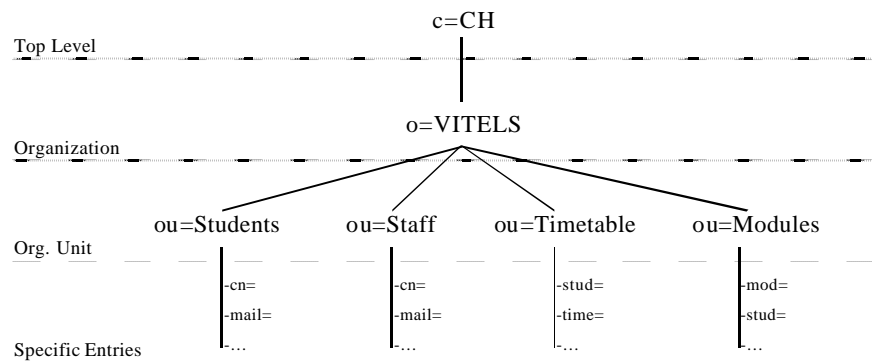 c=CH
Top Level
o=VITELS
Organization
ou=Students ou=Staff ou=Timetable ou=Modules
Org. Unit
-cn= -cn= -stud= -mod=
-mail= -mail= -time= -stud=
-... -... -... -...
Specific Entries